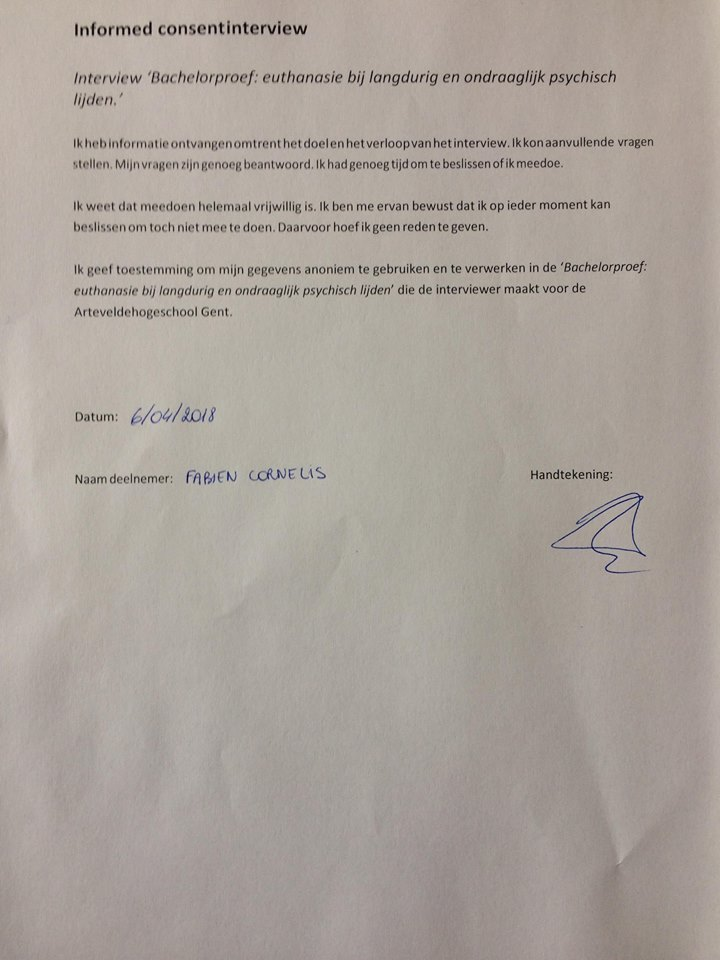 Informed consentinterview
Interview ‘Bachelorproef: euthanasie bij langdurig en ondraaglijk psychisch
lijden.’
Ik heb informatie ontvangen omtrent het doel en het verloop van het interview. Ik kon aanvullende vragen
stellen. Mijn vragen zijn genoeg beantwoord. Ik had genoeg tijd om te beslissen of ik meedoe.
Ik weet dat meedoen helemaal vrijwillig is. Ik ben me ervan bewust dat ik op ieder moment kan
beslissen om toch niet mee te doen. Daarvoor hoef ik geen reden te geven.
Ik geef toestemming om mijn gegevens anoniem te gebruiken en te verwerken in de ‘Bachelorproef:
euthanasie bij langdurig en ondraaglijk psychisch lijden’ die de interviewer maakt voor de
Arteveldehogeschool Gent.
Datum: 6/04/2018
Naam deelnemer: FABIEN CORNELIS
Handtekening: